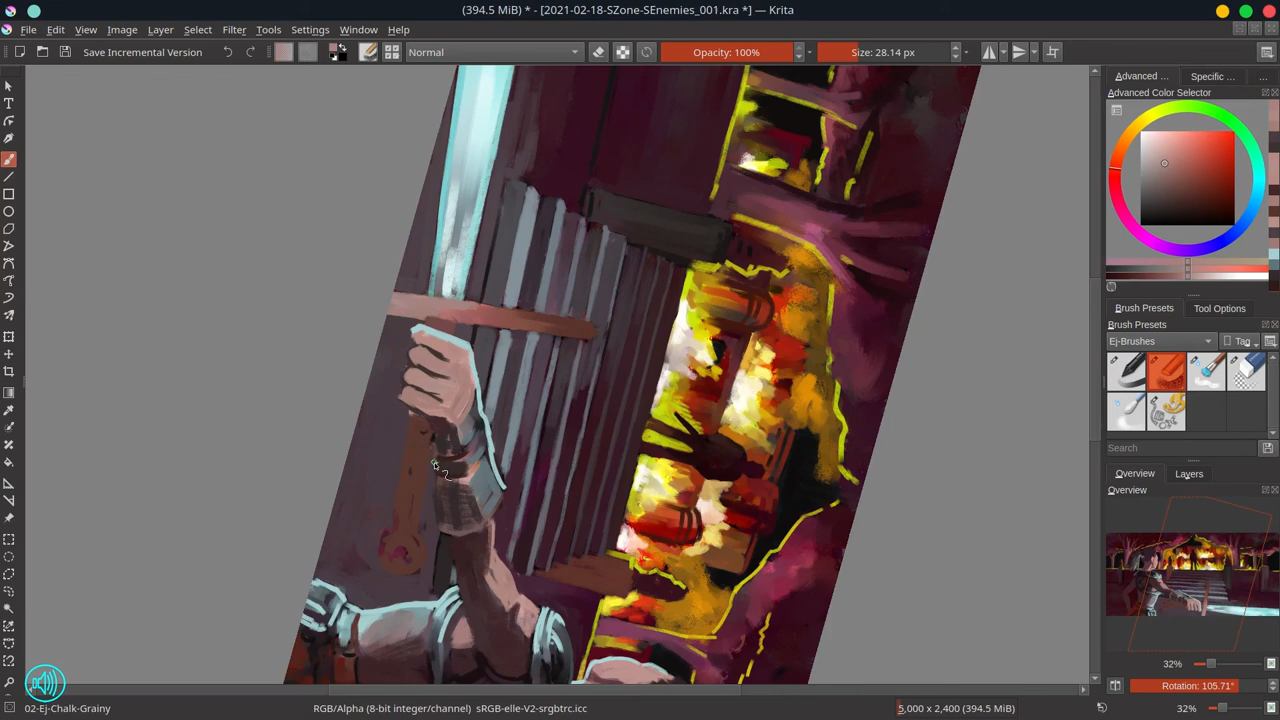 (394.5 MiB) * - [2021-02-18-SZone-SEnemies_001.kra *] — Krita
File Edit View Image Layer Select Filter Tools Settings Window Help
Save Incremental Version
Normal
Opacity: 100%
Size: 28.14 px
Advanced ...
Specific ...
...
Advanced Color Selector
Brush Presets
Tool Options
Brush Presets
Ej-Brushes
Tag
Search
Overview
Layers
Overview
32%
Rotation: 105.71°
02-Ej-Chalk-Grainy
RGB/Alpha (8-bit integer/channel) sRGB-elle-V2-srgbtrc.icc
5,000 x 2,400 (394.5 MiB)
32%